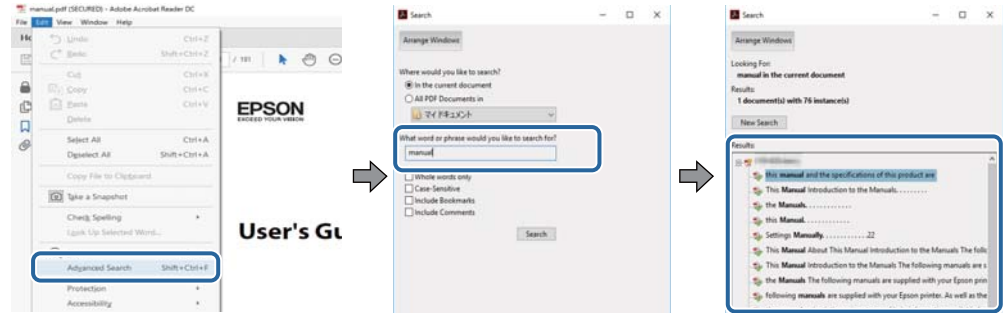 manual.pdf (SECURED) - Adobe Acrobat Reader DC
File Edit View Window Help
Undo Ctrl+Z
Redo Shift+Ctrl+Z
Cut Ctrl+X
Copy Ctrl+C
Paste Ctrl+V
Delete
Select All Ctrl+A
Deselect All Shift+Ctrl+A
Copy File to Clipboard
Take a Snapshot
Check Spelling
Look Up Selected Word...
Advanced Search Shift+Ctrl+F
Protection
Accessibility
/ 191
EPSON
EXCEED YOUR VISION
User's Gu
Search
Arrange Windows
Where would you like to search?
In the current document
All PDF Documents in
マイ ドキュメント
What word or phrase would you like to search for?
manual
Whole words only
Case-Sensitive
Include Bookmarks
Include Comments
Search
Search
Arrange Windows
Looking For:
manual in the current document
Results:
1 document(s) with 76 instance(s)
New Search
Results:
this manual and the specifications of this product are
This Manual Introduction to the Manuals.........
the Manuals.............
this Manual.............
Settings Manually.............22
This Manual About This Manual Introduction to the Manuals The follo
This Manual Introduction to the Manuals The following manuals are s
the Manuals The following manuals are supplied with your Epson prin
following manuals are supplied with your Epson printer. As well as the